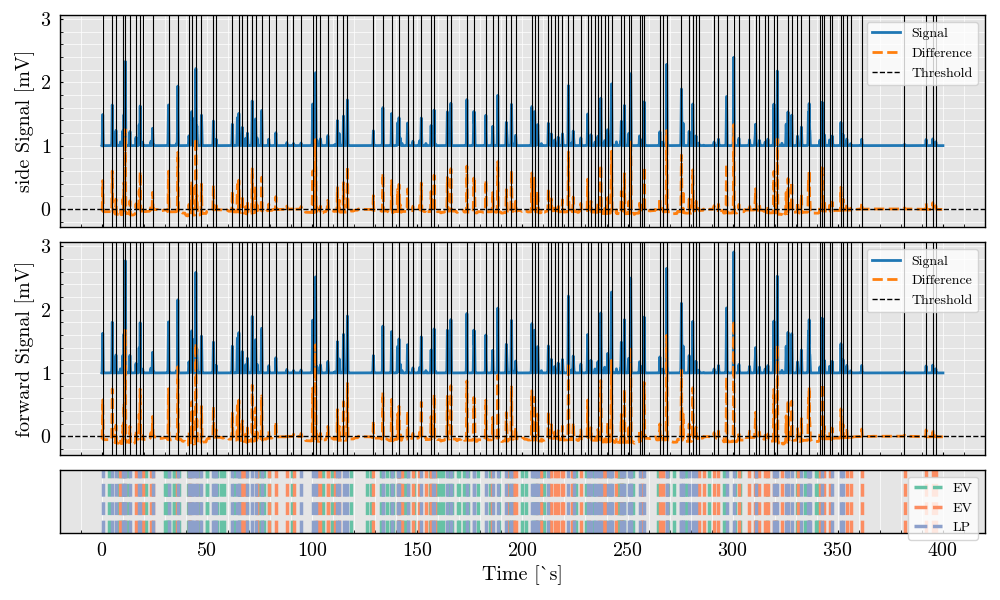 3
2
1
0
side Signal [mV]
Signal
Difference
Threshold
3
2
1
0
forward Signal [mV]
Signal
Difference
Threshold
EV
EV
LP
0 50 100 150 200 250 300 350 400
Time [`s]